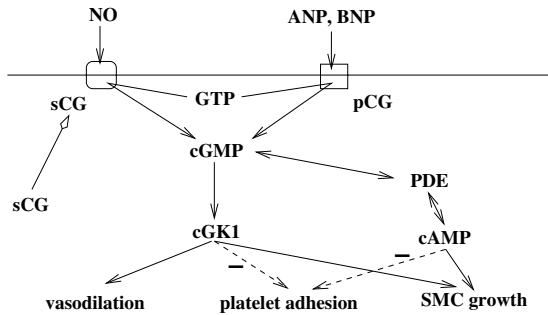 NO
ANP, BNP
GTP
sCG
pCG
cGMP
PDE
sCG
cGK1
cAMP
–
–
vasodilation
platelet adhesion
SMC growth